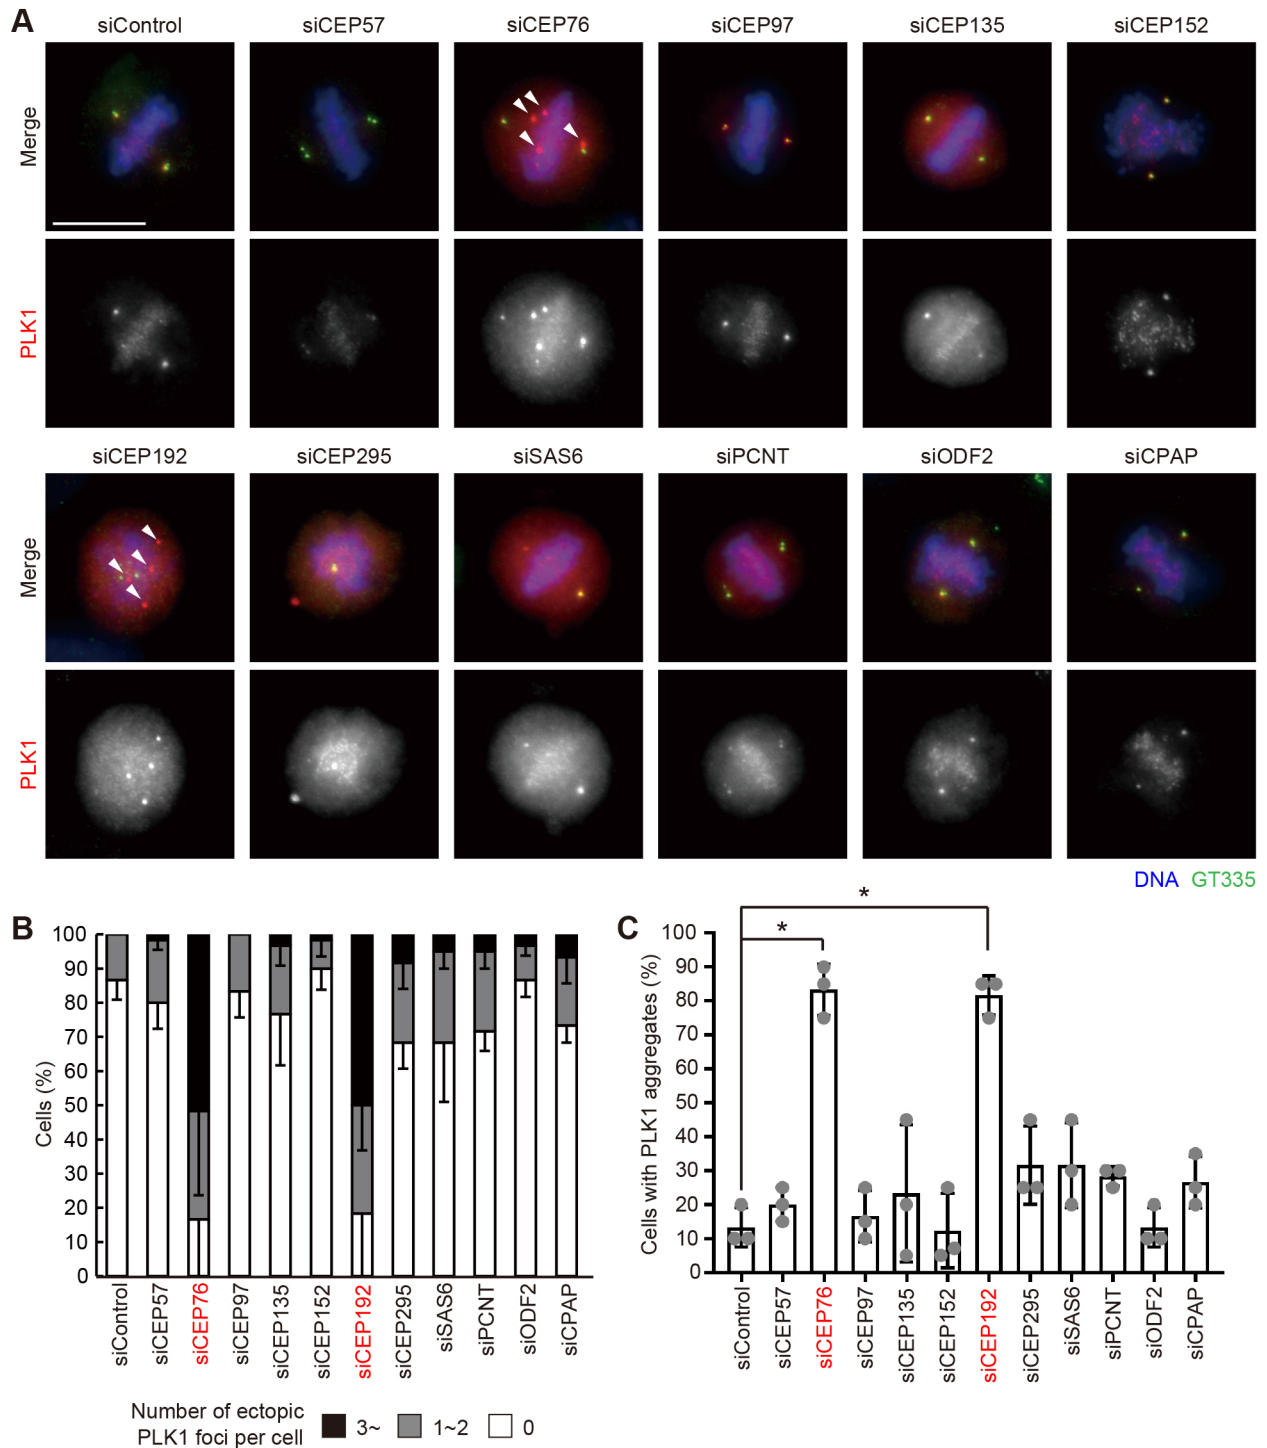 A
siControl siCEP57 siCEP76 siCEP97 siCEP135 siCEP152
Merge
PLK1
siCEP192 siCEP295 siSAS6 siPCNT siODF2 siCPAP
Merge
PLK1
DNA GT335
B
Cells (%)
100
90
80
70
60
50
40
30
20
10
0
siControl
siCEP57
siCEP76
siCEP97
siCEP135
siCEP152
siCEP192
siCEP295
siSAS6
siPCNT
siODF2
siCPAP
Number of ectopic
PLK1 foci per cell
3~ 1~2 0
C
* *
Cells with PLK1 aggregates (%)
100
90
80
70
60
50
40
30
20
10
0
siControl
siCEP57
siCEP76
siCEP97
siCEP135
siCEP152
siCEP192
siCEP295
siSAS6
siPCNT
siODF2
siCPAP